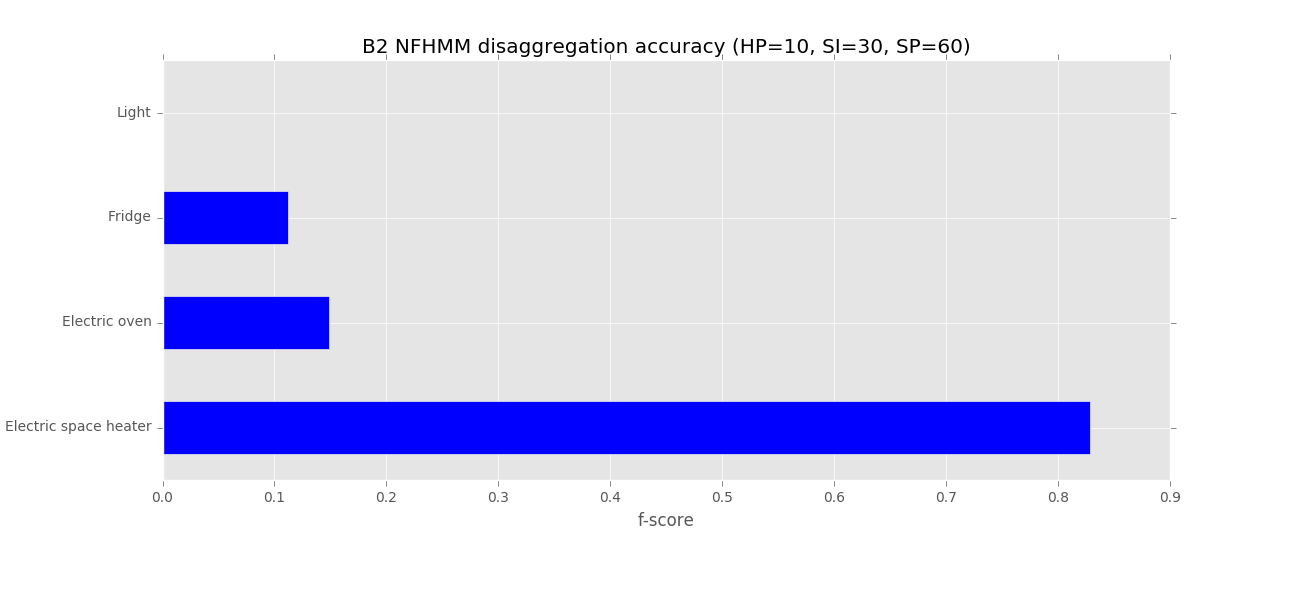 B2 NFHMM disaggregation accuracy (HP=10, SI=30, SP=60)
Light
Fridge
Electric oven
Electric space heater
0.0 0.1 0.2 0.3 0.4 0.5 0.6 0.7 0.8 0.9
f-score